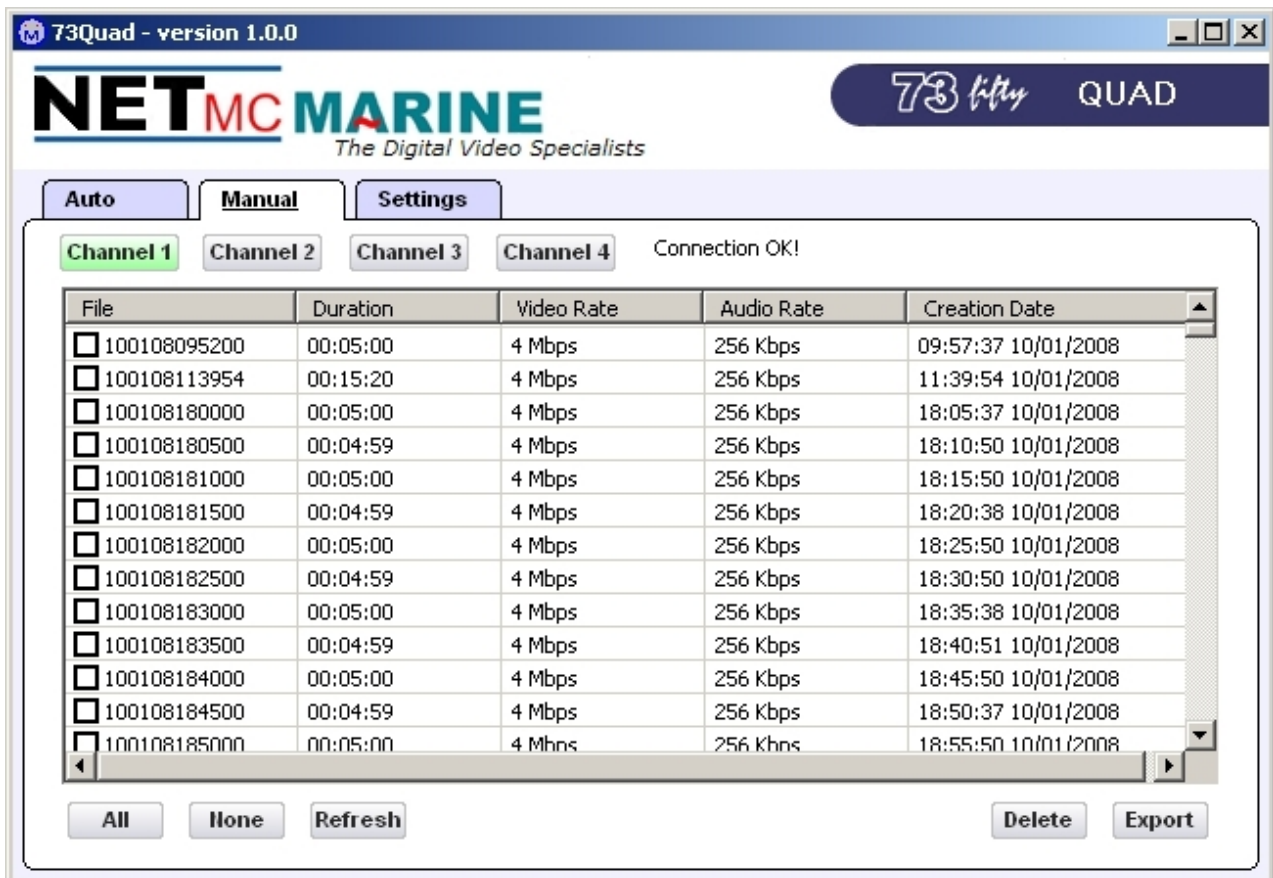 73Quad - version 1.0.0
NETMC MARINE
The Digital Video Specialists
73 fifty QUAD
Auto Manual Settings
Channel 1 Channel 2 Channel 3 Channel 4 Connection OK!
File Duration Video Rate Audio Rate Creation Date
100108095200 00:05:00 4 Mbps 256 Kbps 09:57:37 10/01/2008
100108113954 00:15:20 4 Mbps 256 Kbps 11:39:54 10/01/2008
100108180000 00:05:00 4 Mbps 256 Kbps 18:05:37 10/01/2008
100108180500 00:04:59 4 Mbps 256 Kbps 18:10:50 10/01/2008
100108181000 00:05:00 4 Mbps 256 Kbps 18:15:50 10/01/2008
100108181500 00:04:59 4 Mbps 256 Kbps 18:20:38 10/01/2008
100108182000 00:05:00 4 Mbps 256 Kbps 18:25:50 10/01/2008
100108182500 00:04:59 4 Mbps 256 Kbps 18:30:50 10/01/2008
100108183000 00:05:00 4 Mbps 256 Kbps 18:35:38 10/01/2008
100108183500 00:04:59 4 Mbps 256 Kbps 18:40:51 10/01/2008
100108184000 00:05:00 4 Mbps 256 Kbps 18:45:50 10/01/2008
100108184500 00:04:59 4 Mbps 256 Kbps 18:50:37 10/01/2008
100108185000 00:05:00 4 Mbps 256 Kbps 18:55:50 10/01/2008
All None Refresh Delete Export